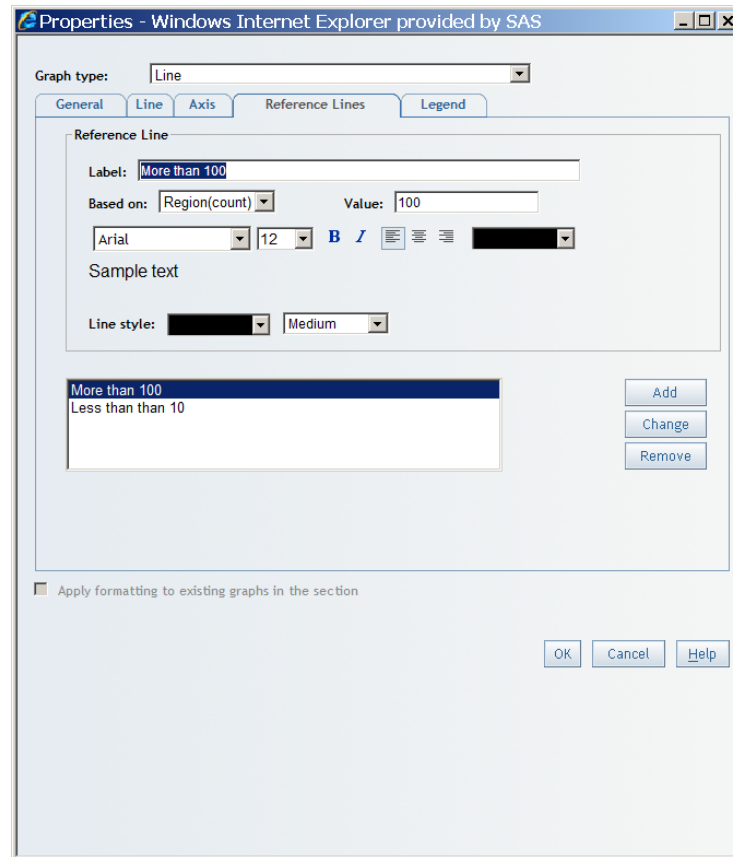 Properties - Windows Internet Explorer provided by SAS
Graph type: Line
General Line Axis Reference Lines Legend
Reference Line
Label: More than 100
Based on: Region(count) Value: 100
Arial 12 B I
Sample text
Line style: Medium
More than 100
Less than than 10
Add
Change
Remove
Apply formatting to existing graphs in the section
OK Cancel Help